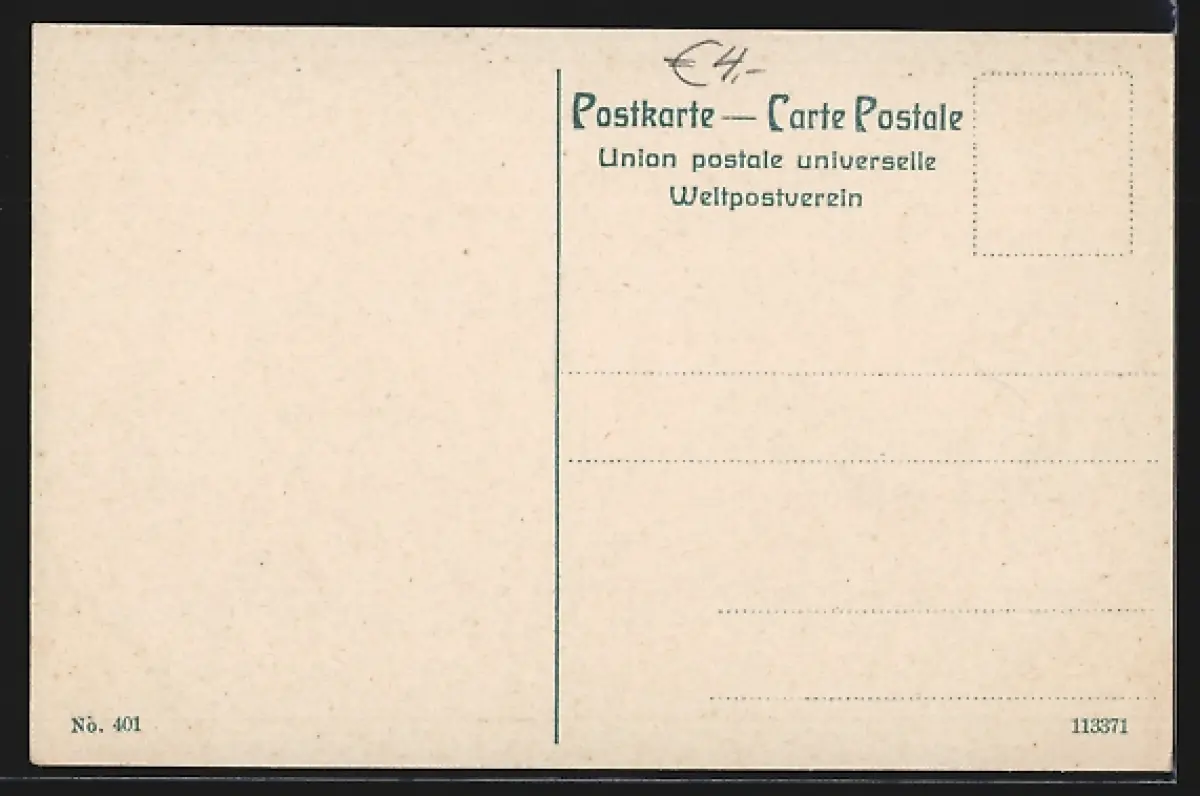 €4,-
Postkarte — Carte Postale
Union postale universelle
Weltpostverein
No. 401
113371